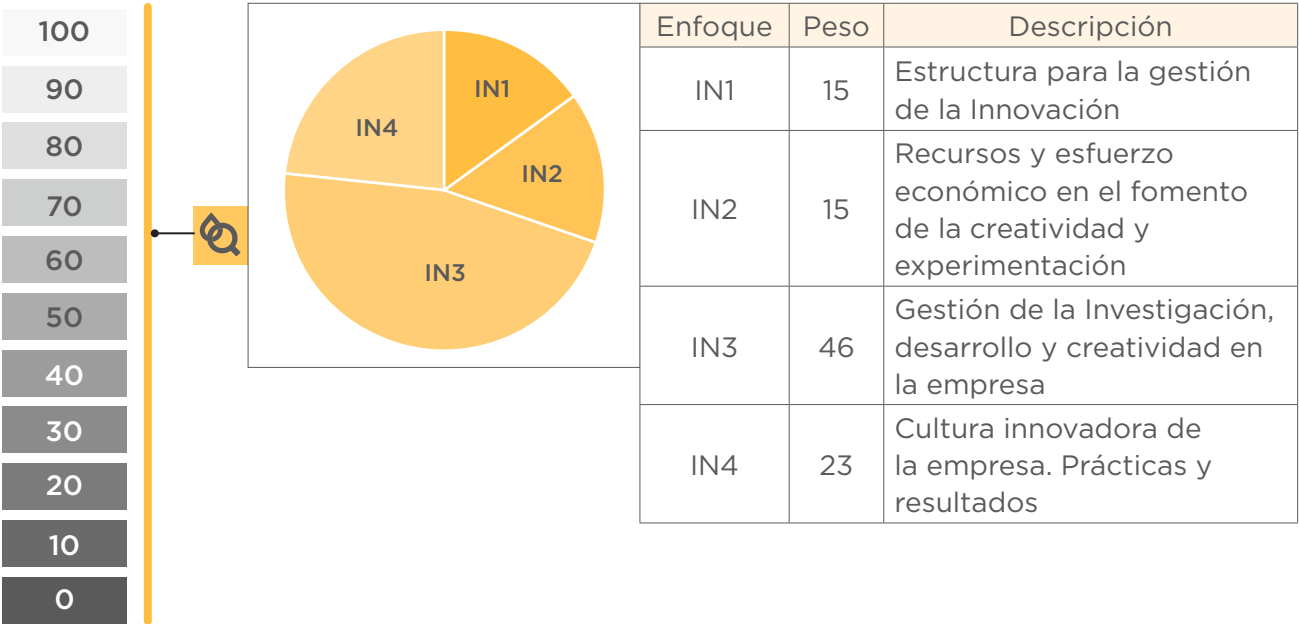 100
90
80
70
60
50
40
30
20
10
0
IN1
IN2
IN3
IN4
Enfoque Peso Descripción
IN1 15 Estructura para la gestión
de la Innovación
IN2 15 Recursos y esfuerzo
económico en el fomento
de la creatividad y
experimentación
IN3 46 Gestión de la Investigación,
desarrollo y creatividad en
la empresa
IN4 23 Cultura innovadora de
la empresa. Prácticas y
resultados